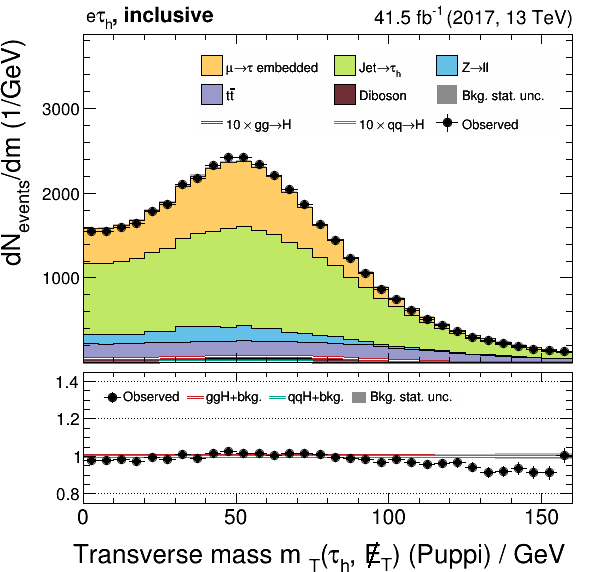 eτh, inclusive 41.5 fb-1 (2017, 13 TeV)
μ→τ embedded Jet→τh Z→ll
tt̄ Diboson Bkg. stat. unc.
10 × gg→H 10 × qq→H Observed
dNevents/dm (1/GeV)
3000
2000
1000
1.4
Observed ggH+bkg. qqH+bkg. Bkg. stat. unc.
1.2
1
0.8
0 50 100 150
Transverse mass m T(τh, E̸T) (Puppi) / GeV